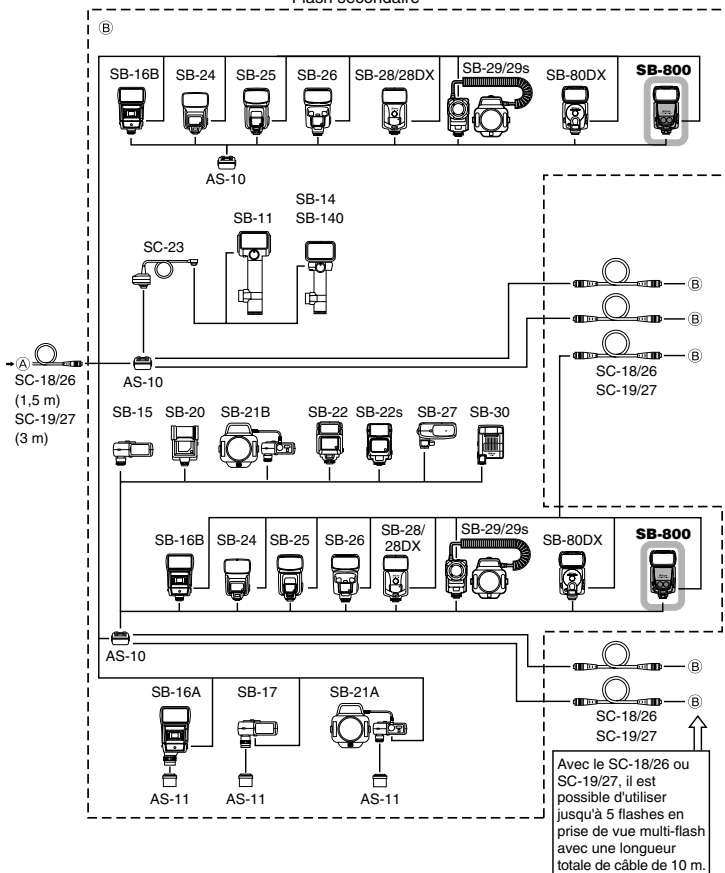 Flash secondaire
Ⓑ
SB-16B SB-24 SB-25 SB-26 SB-28/28DX SB-29/29s SB-80DX SB-800
AS-10
SB-14
SB-140
SB-11
SC-23
Ⓑ
Ⓑ
Ⓑ
Ⓐ
AS-10
SC-18/26
(1,5 m)
SC-19/27
(3 m)
SC-18/26
SC-19/27
SB-15 SB-20 SB-21B SB-22 SB-22s SB-27 SB-30
SB-16B SB-24 SB-25 SB-26 SB-28/
28DX SB-29/29s SB-80DX SB-800
AS-10
Ⓑ
Ⓑ
SC-18/26
SC-19/27
SB-16A SB-17 SB-21A
AS-11 AS-11 AS-11
Avec le SC-18/26 ou
SC-19/27, il est
possible d'utiliser
jusqu'à 5 flashes en
prise de vue multi-flash
avec une longueur
totale de câble de 10 m.